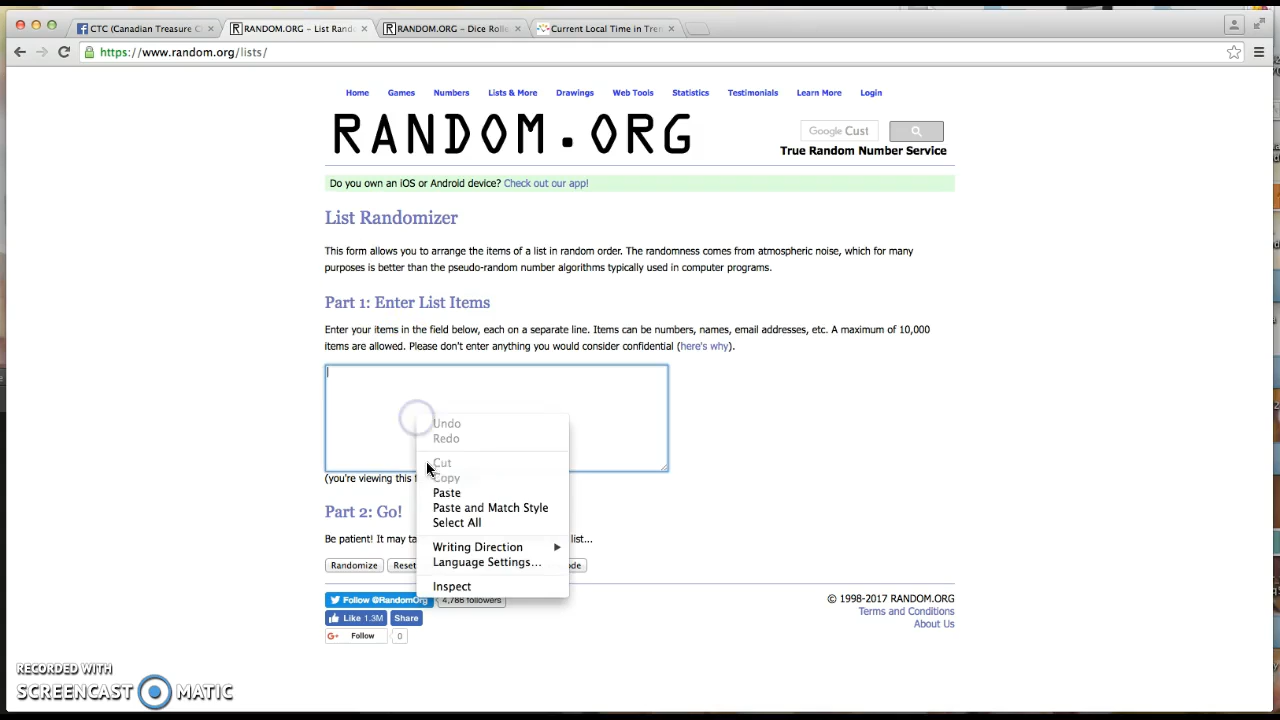 CTC (Canadian Treasure C
RANDOM.ORG - List Rand
RANDOM.ORG - Dice Rolle
Current Local Time in Tren
https://www.random.org/lists/
Home Games Numbers Lists & More Drawings Web Tools Statistics Testimonials Learn More Login
RANDOM.ORG
Google Cust
True Random Number Service
Do you own an iOS or Android device? Check out our app!
List Randomizer
This form allows you to arrange the items of a list in random order. The randomness comes from atmospheric noise, which for many
purposes is better than the pseudo-random number algorithms typically used in computer programs.
Part 1: Enter List Items
Enter your items in the field below, each on a separate line. Items can be numbers, names, email addresses, etc. A maximum of 10,000
items are allowed. Please don't enter anything you would consider confidential (here's why).
Undo
Redo
Cut
Copy
Paste
Paste and Match Style
Select All
Writing Direction
Language Settings...
Inspect
(you're viewing this f
Part 2: Go!
Be patient! It may ta list...
Randomize Reset ode
Follow @RandomOrg 4,786 followers
Like 1.3M Share
G+ Follow 0
© 1998-2017 RANDOM.ORG
Terms and Conditions
About Us
RECORDED WITH
SCREENCAST MATIC